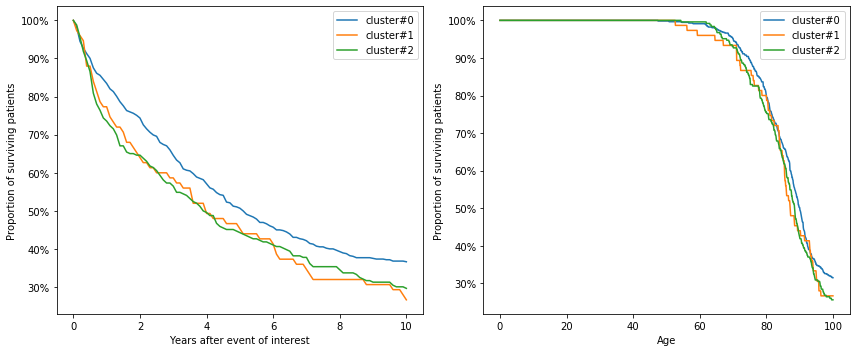 100%
90%
80%
70%
60%
50%
40%
30%
Proportion of surviving patients
0
2
4
6
8
10
Years after event of interest
cluster#0
cluster#1
cluster#2
100%
90%
80%
70%
60%
50%
40%
30%
Proportion of surviving patients
0
20
40
60
80
100
Age
cluster#0
cluster#1
cluster#2